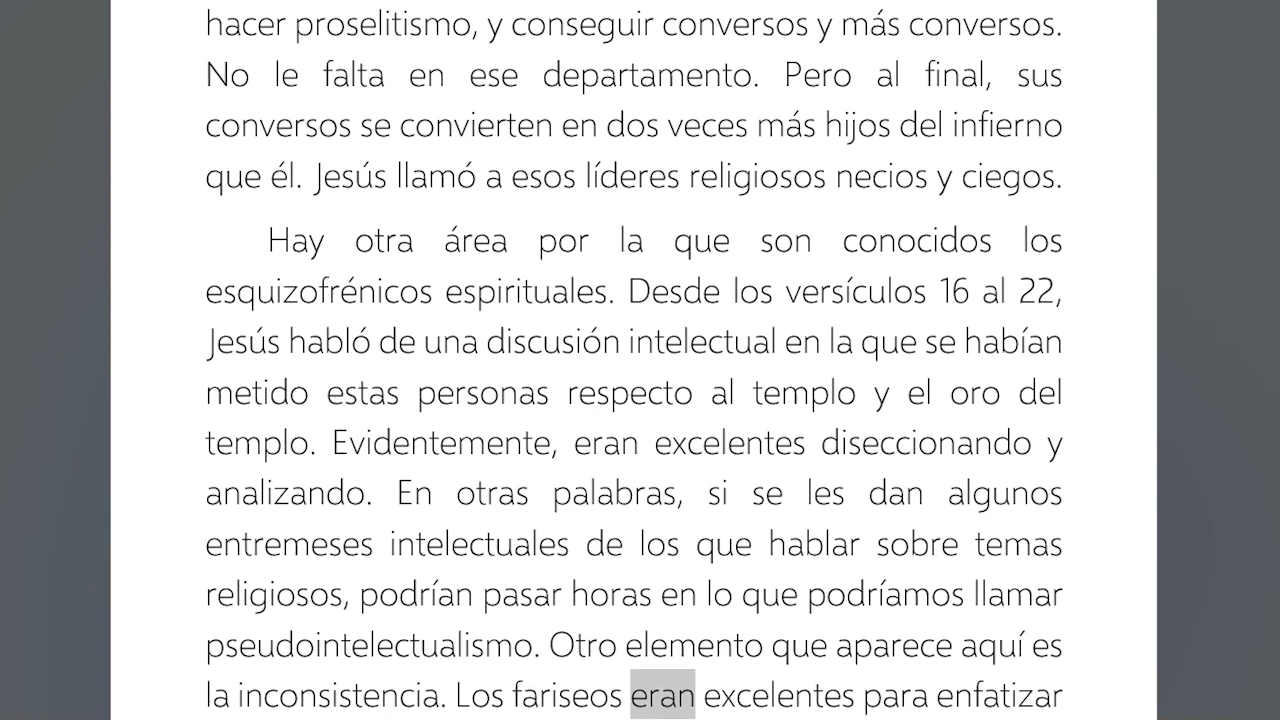 hacer proselitismo, y conseguir conversos y más conversos.
No le falta en ese departamento. Pero al final, sus
conversos se convierten en dos veces más hijos del infierno
que él. Jesús llamó a esos líderes religiosos necios y ciegos.
Hay otra área por la que son conocidos los
esquizofrénicos espirituales. Desde los versículos 16 al 22,
Jesús habló de una discusión intelectual en la que se habían
metido estas personas respecto al templo y el oro del
templo. Evidentemente, eran excelentes diseccionando y
analizando. En otras palabras, si se les dan algunos
entremeses intelectuales de los que hablar sobre temas
religiosos, podrían pasar horas en lo que podríamos llamar
pseudointelectualismo. Otro elemento que aparece aquí es
la inconsistencia. Los fariseos eran excelentes para enfatizar